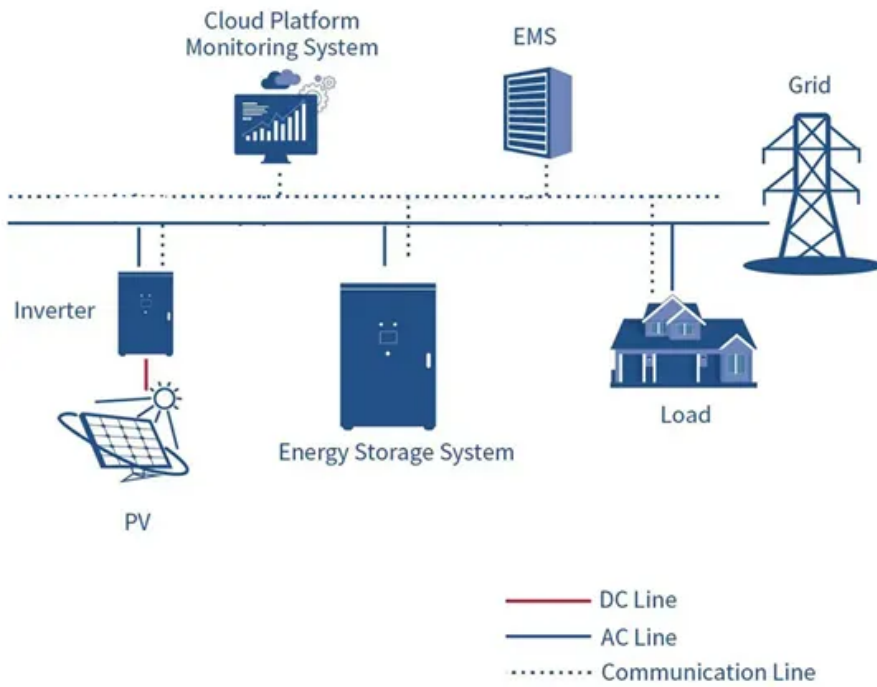 Cloud Platform
Monitoring System
EMS
Grid
Inverter
Load
Energy Storage System
PV
DC Line
AC Line
Communication Line